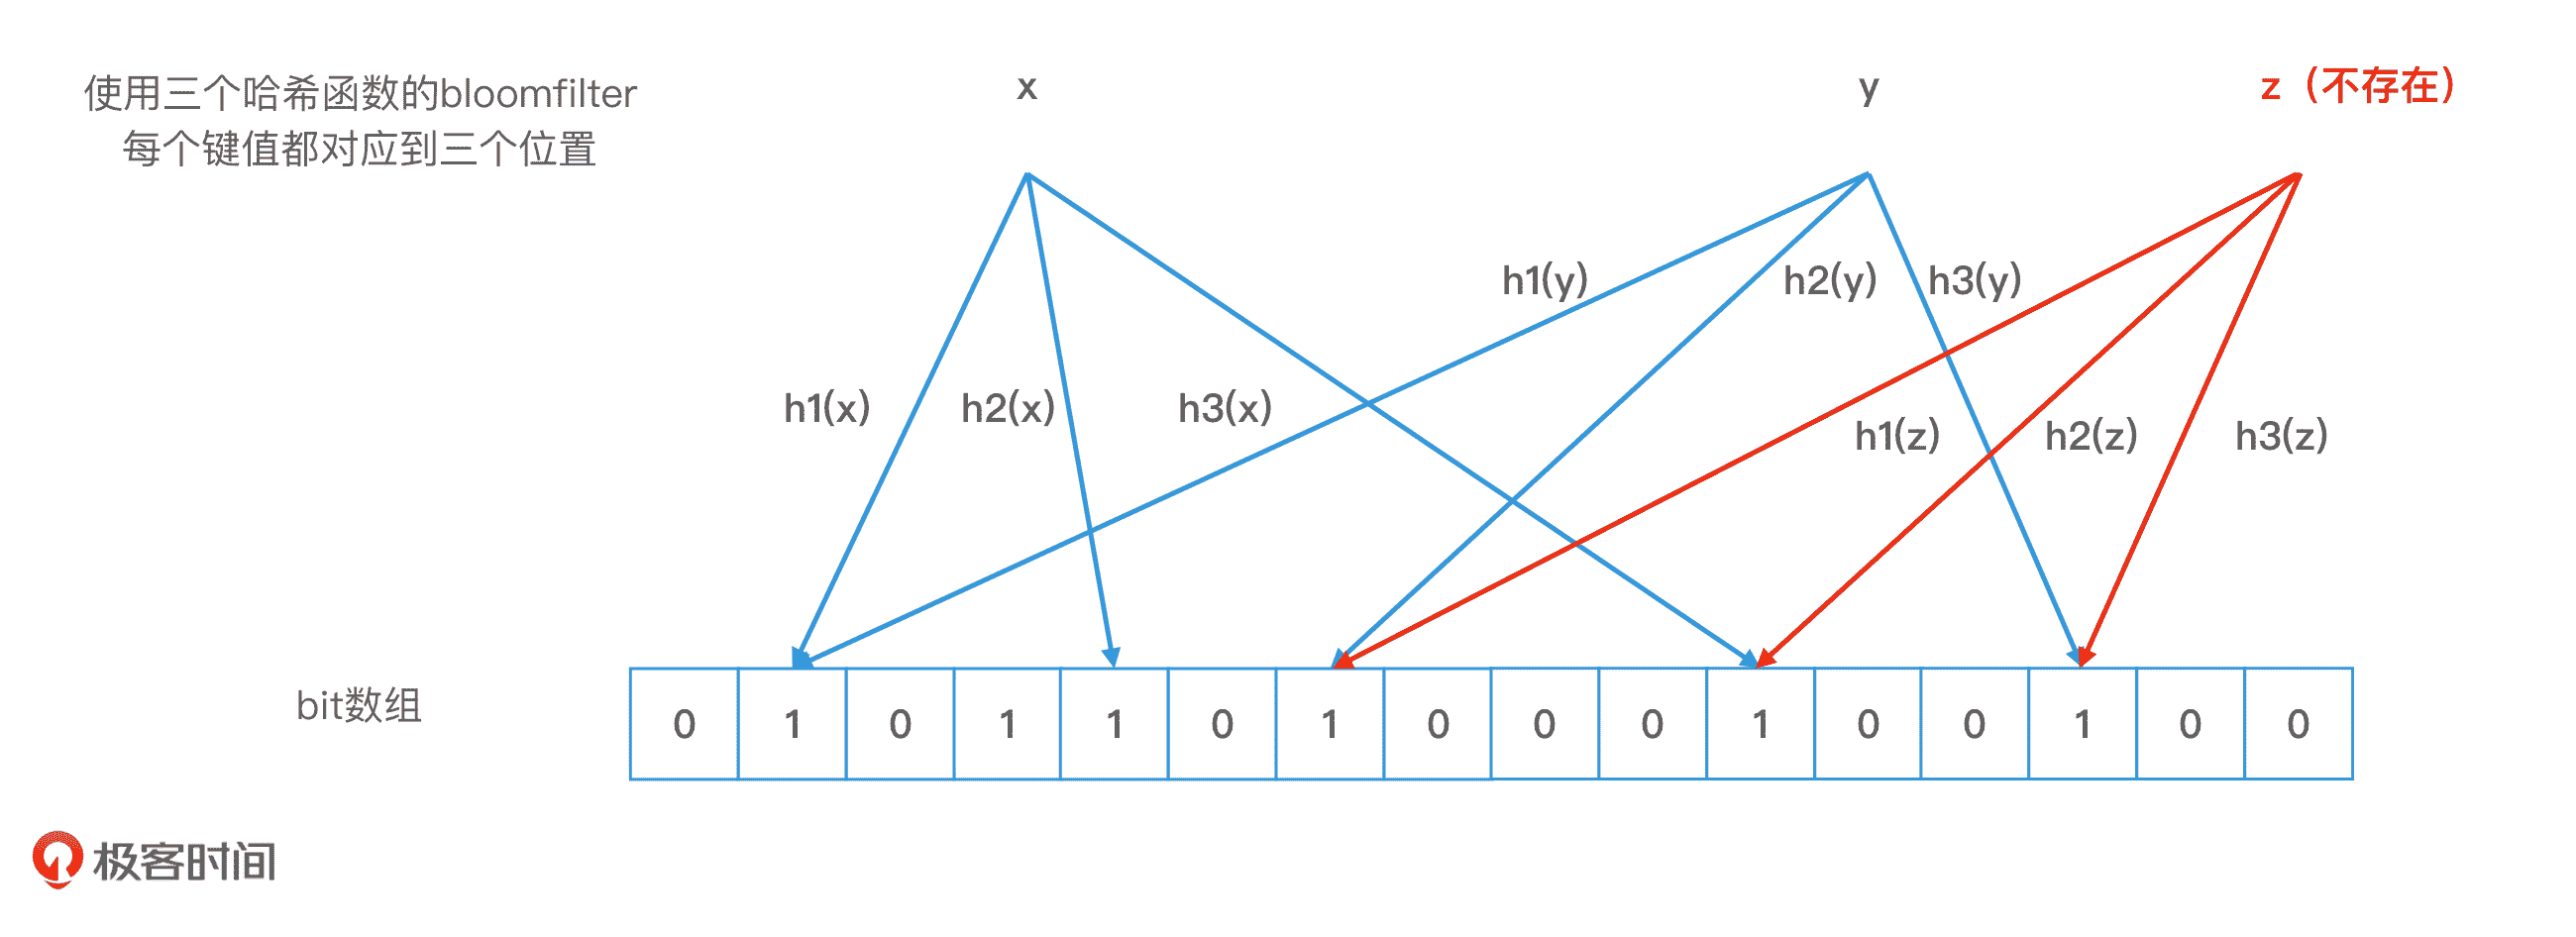 使用三个哈希函数的bloomfilter
每个键值都对应到三个位置
x
y
z（不存在）
h1(y)
h2(y)
h3(y)
h1(x)
h2(x)
h3(x)
h1(z)
h2(z)
h3(z)
bit数组
0 1 0 1 1 0 1 0 0 0 1 0 0 1 0 0
极客时间